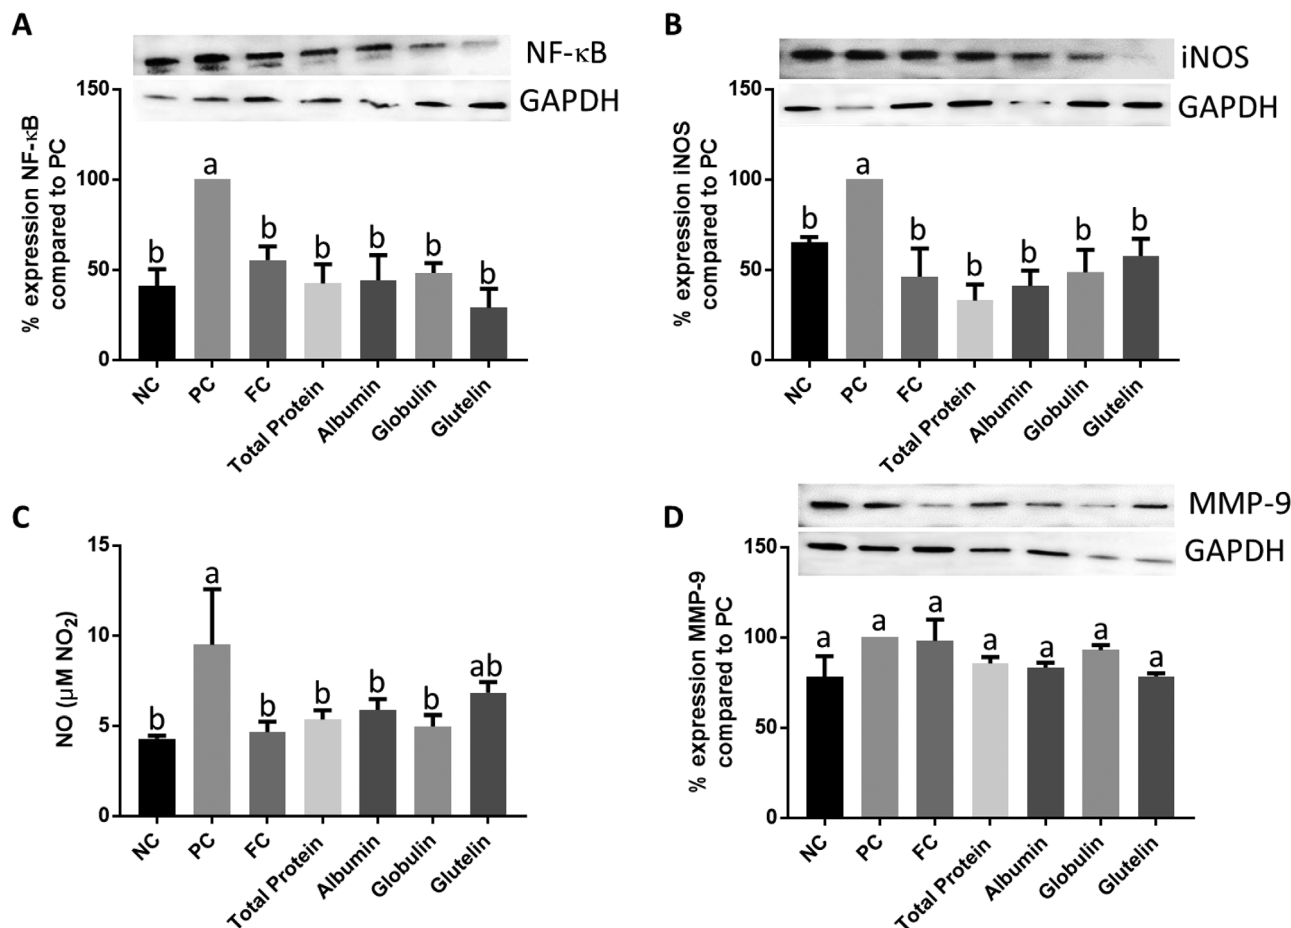 A
NF-κB
GAPDH
% expression NF-κB
compared to PC
150
100
50
0
a
b
b
b
b
b
b
NC
PC
FC
Total Protein
Albumin
Globulin
Glutelin
B
iNOS
GAPDH
% expression iNOS
compared to PC
150
100
50
0
a
b
b
b
b
b
b
NC
PC
FC
Total Protein
Albumin
Globulin
Glutelin
C
NO (µM NO₂)
15
10
5
0
a
b
b
b
b
b
ab
NC
PC
FC
Total Protein
Albumin
Globulin
Glutelin
D
MMP-9
GAPDH
% expression MMP-9
compared to PC
150
100
50
0
a
a
a
a
a
a
a
NC
PC
FC
Total Protein
Albumin
Globulin
Glutelin